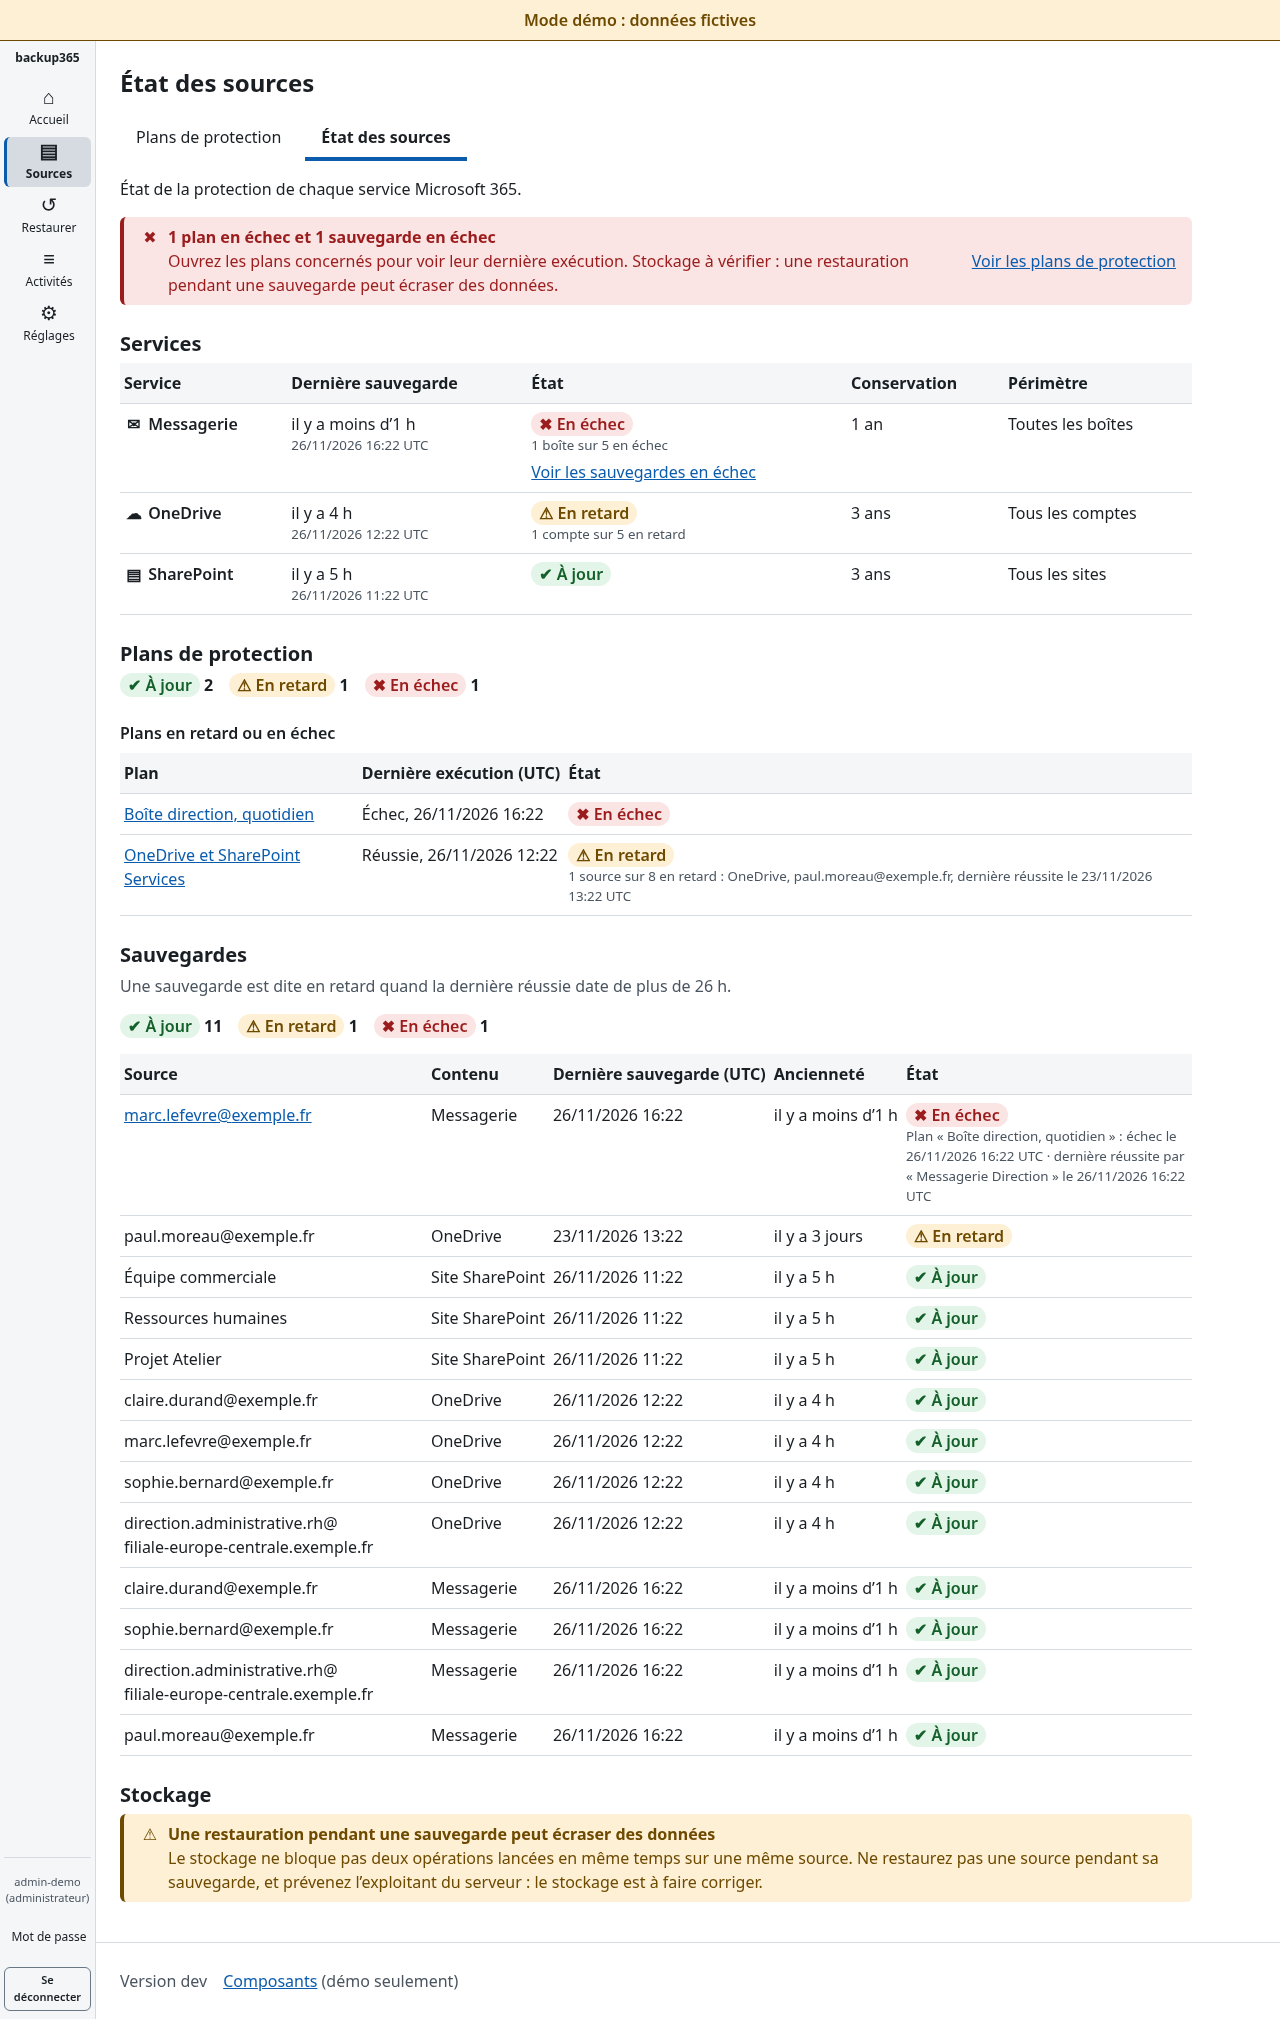 Mode démo : données fictives
backup365
Accueil
Sources
Restaurer
Activités
Réglages
admin-demo
(administrateur)
Mot de passe
Se
déconnecter
État des sources
Plans de protection État des sources
État de la protection de chaque service Microsoft 365.
✖ 1 plan en échec et 1 sauvegarde en échec
Ouvrez les plans concernés pour voir leur dernière exécution. Stockage à vérifier : une restauration
pendant une sauvegarde peut écraser des données.
Voir les plans de protection
Services
Service Dernière sauvegarde État Conservation Périmètre
✉ Messagerie il y a moins d’1 h ✖ En échec 1 an Toutes les boîtes
26/11/2026 16:22 UTC 1 boîte sur 5 en échec
Voir les sauvegardes en échec
☁ OneDrive il y a 4 h ⚠ En retard 3 ans Tous les comptes
26/11/2026 12:22 UTC 1 compte sur 5 en retard
▤ SharePoint il y a 5 h ✔ À jour 3 ans Tous les sites
26/11/2026 11:22 UTC
Plans de protection
✔ À jour 2 ⚠ En retard 1 ✖ En échec 1
Plans en retard ou en échec
Plan Dernière exécution (UTC) État
Boîte direction, quotidien Échec, 26/11/2026 16:22 ✖ En échec
OneDrive et SharePoint Réussie, 26/11/2026 12:22 ⚠ En retard
Services 1 source sur 8 en retard : OneDrive, paul.moreau@exemple.fr, dernière réussite le 23/11/2026
13:22 UTC
Sauvegardes
Une sauvegarde est dite en retard quand la dernière réussie date de plus de 26 h.
✔ À jour 11 ⚠ En retard 1 ✖ En échec 1
Source Contenu Dernière sauvegarde (UTC) Ancienneté État
marc.lefevre@exemple.fr Messagerie 26/11/2026 16:22 il y a moins d’1 h ✖ En échec
Plan « Boîte direction, quotidien » : échec le
26/11/2026 16:22 UTC · dernière réussite par
« Messagerie Direction » le 26/11/2026 16:22
UTC
paul.moreau@exemple.fr OneDrive 23/11/2026 13:22 il y a 3 jours ⚠ En retard
Équipe commerciale Site SharePoint 26/11/2026 11:22 il y a 5 h ✔ À jour
Ressources humaines Site SharePoint 26/11/2026 11:22 il y a 5 h ✔ À jour
Projet Atelier Site SharePoint 26/11/2026 11:22 il y a 5 h ✔ À jour
claire.durand@exemple.fr OneDrive 26/11/2026 12:22 il y a 4 h ✔ À jour
marc.lefevre@exemple.fr OneDrive 26/11/2026 12:22 il y a 4 h ✔ À jour
sophie.bernard@exemple.fr OneDrive 26/11/2026 12:22 il y a 4 h ✔ À jour
direction.administrative.rh@ OneDrive 26/11/2026 12:22 il y a 4 h ✔ À jour
filiale-europe-centrale.exemple.fr
claire.durand@exemple.fr Messagerie 26/11/2026 16:22 il y a moins d’1 h ✔ À jour
sophie.bernard@exemple.fr Messagerie 26/11/2026 16:22 il y a moins d’1 h ✔ À jour
direction.administrative.rh@ Messagerie 26/11/2026 16:22 il y a moins d’1 h ✔ À jour
filiale-europe-centrale.exemple.fr
paul.moreau@exemple.fr Messagerie 26/11/2026 16:22 il y a moins d’1 h ✔ À jour
Stockage
⚠ Une restauration pendant une sauvegarde peut écraser des données
Le stockage ne bloque pas deux opérations lancées en même temps sur une même source. Ne restaurez pas une source pendant sa
sauvegarde, et prévenez l’exploitant du serveur : le stockage est à faire corriger.
Version dev Composants (démo seulement)